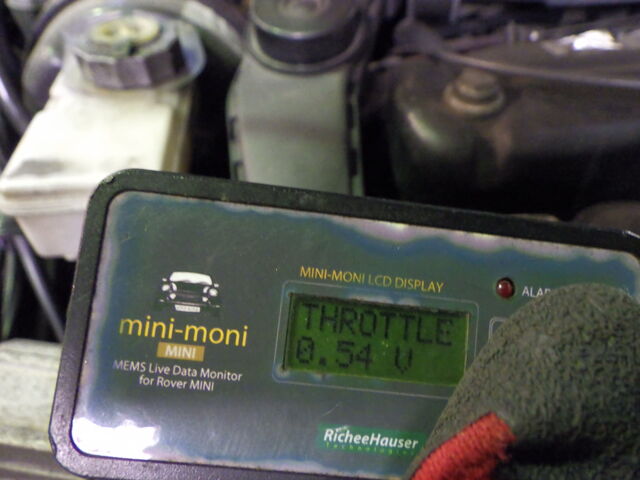 MINI-MONI LCD DISPLAY
THROTTLE
0.54 V
mini-moni
MINI
MEMS Live Data Monitor
for Rover MINI
RicheeHauser